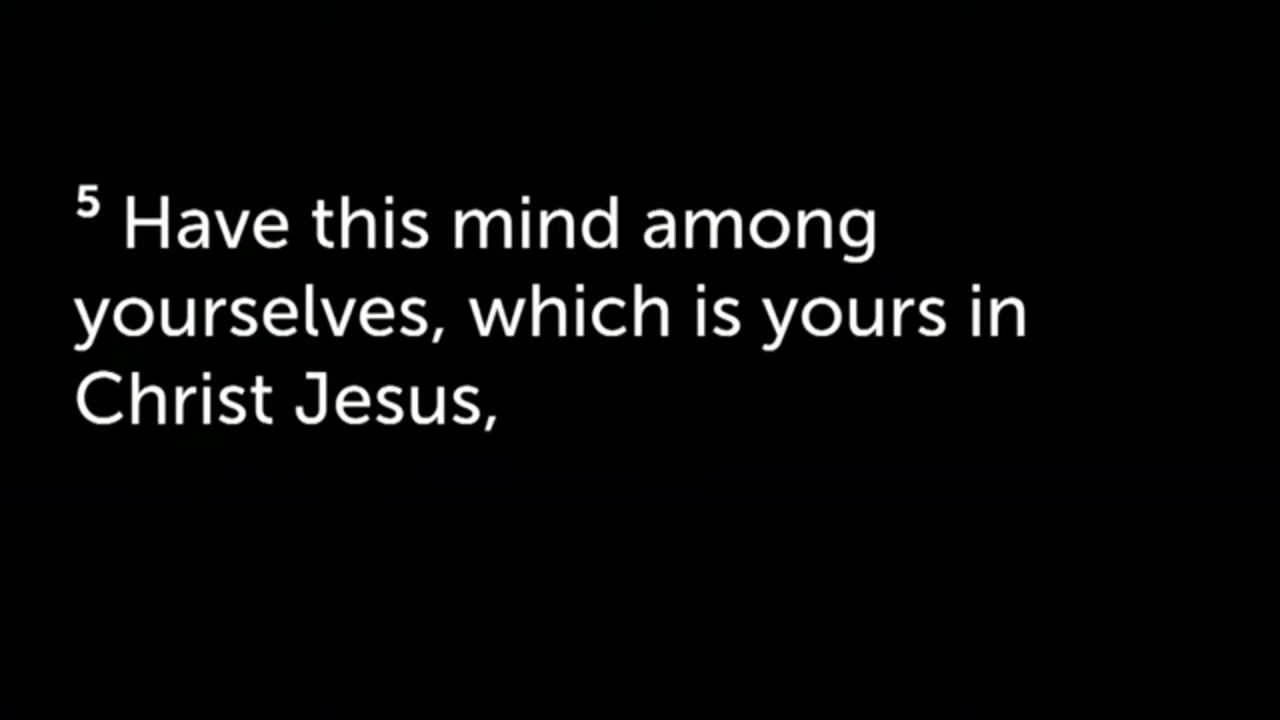 ⁵ Have this mind among
yourselves, which is yours in
Christ Jesus,